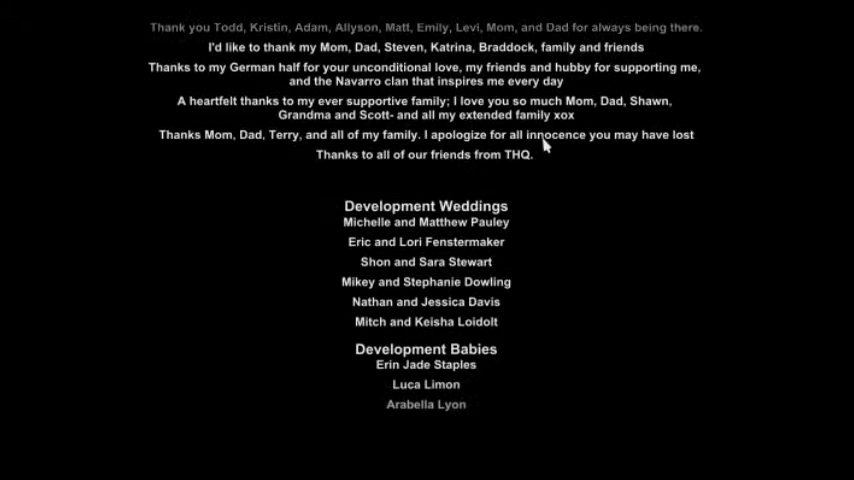 Thank you Todd, Kristin, Adam, Allyson, Matt, Emily, Levi, Mom, and Dad for always being there.
I'd like to thank my Mom, Dad, Steven, Katrina, Braddock, family and friends
Thanks to my German half for your unconditional love, my friends and hubby for supporting me,
and the Navarro clan that inspires me every day
A heartfelt thanks to my ever supportive family; I love you so much Mom, Dad, Shawn,
Grandma and Scott- and all my extended family xox
Thanks Mom, Dad, Terry, and all of my family. I apologize for all innocence you may have lost
Thanks to all of our friends from THQ.
Development Weddings
Michelle and Matthew Pauley
Eric and Lori Fenstermaker
Shon and Sara Stewart
Mikey and Stephanie Dowling
Nathan and Jessica Davis
Mitch and Keisha Loidolt
Development Babies
Erin Jade Staples
Luca Limon
Arabella Lyon